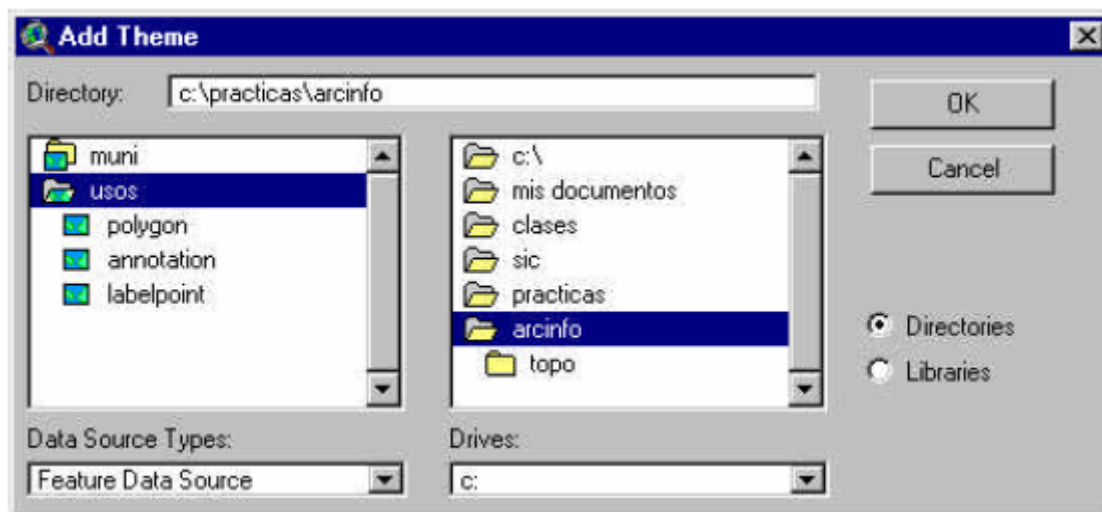 Add Theme
Directory: c:\practicas\arcinfo
OK
Cancel
muni
usos
polygon
annotation
labelpoint
c:\
mis documentos
clases
sic
practicas
arcinfo
topo
Directories
Libraries
Data Source Types:
Feature Data Source
Drives:
c: